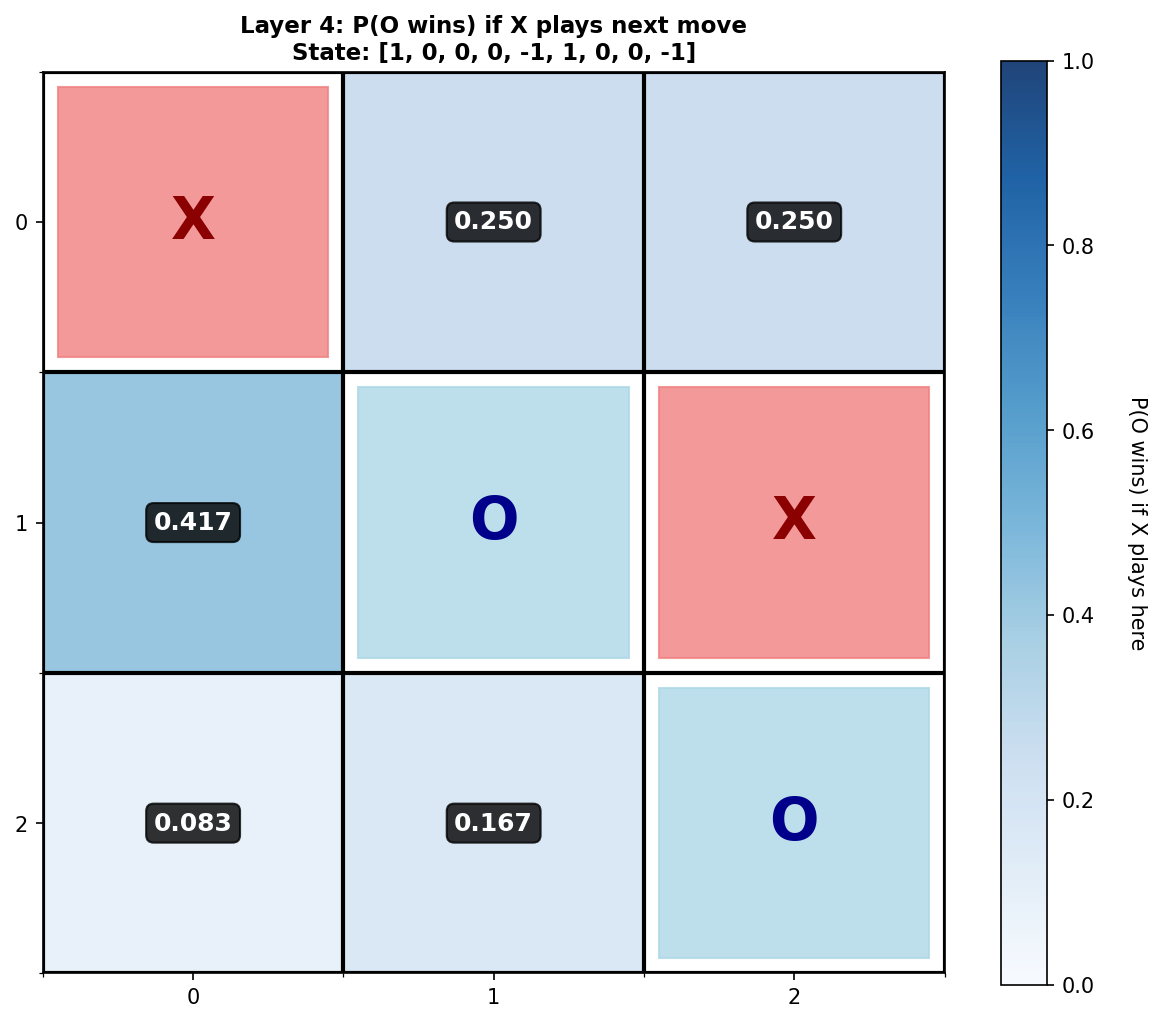 Layer 4: P(O wins) if X plays next move
State: [1, 0, 0, 0, -1, 1, 0, 0, -1]
0
X
0.250
0.250
1
0.417
O
X
2
0.083
0.167
O
0
1
2
1.0
0.8
0.6
0.4
0.2
0.0
P(O wins) if X plays here